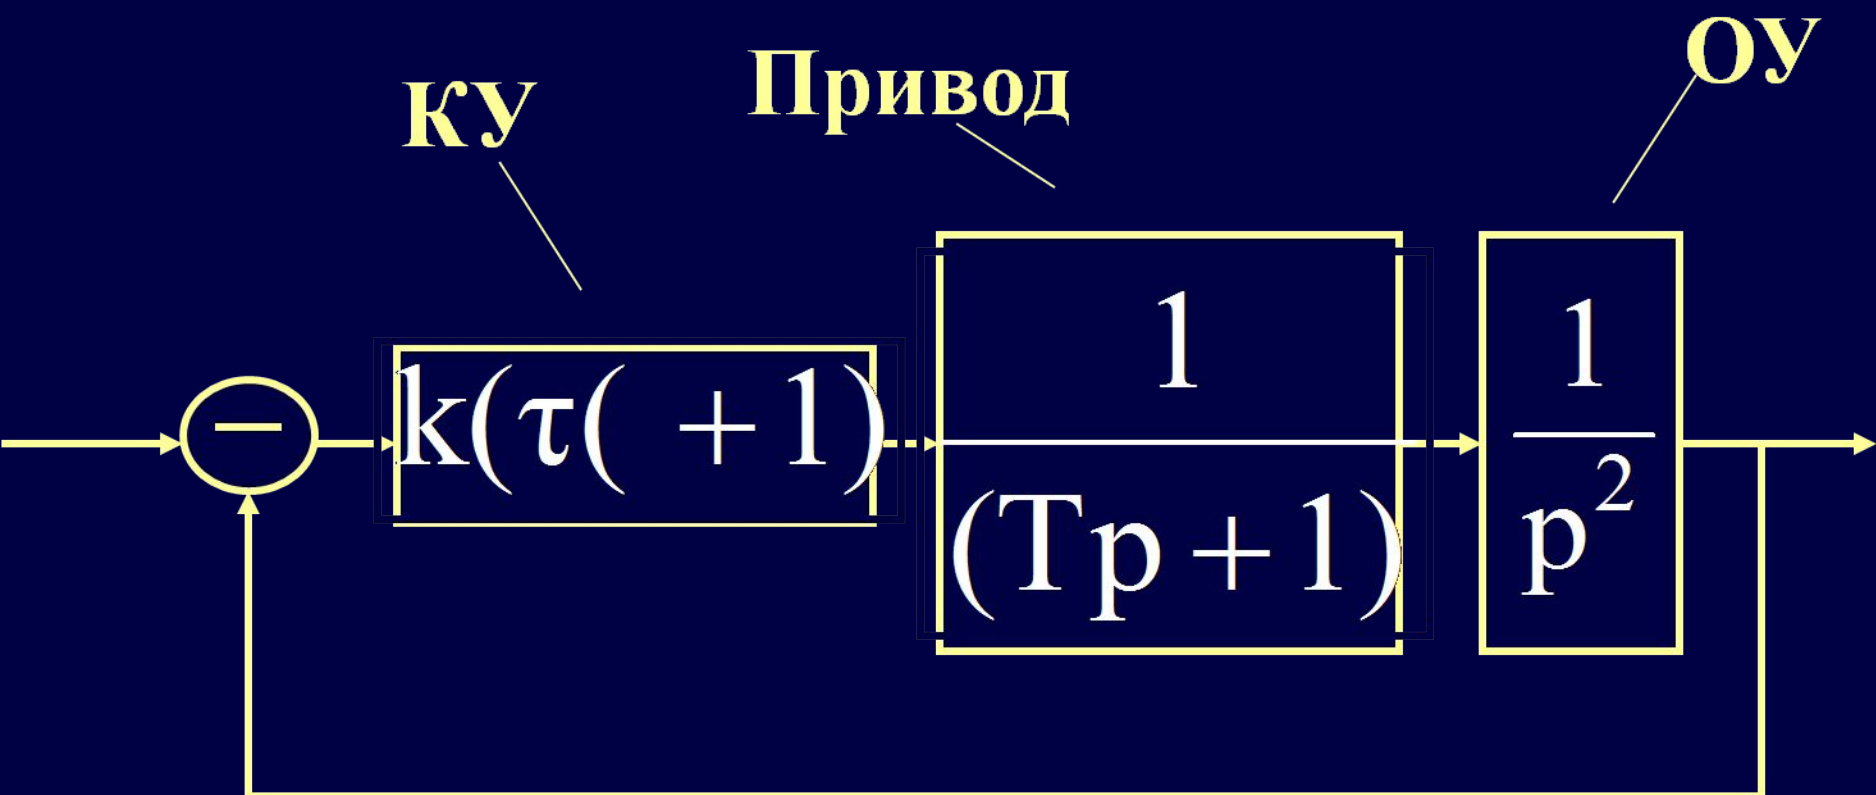 КУ
Привод
ОУ
−
k(τ( + 1)
1
(Tp + 1)
1
p²